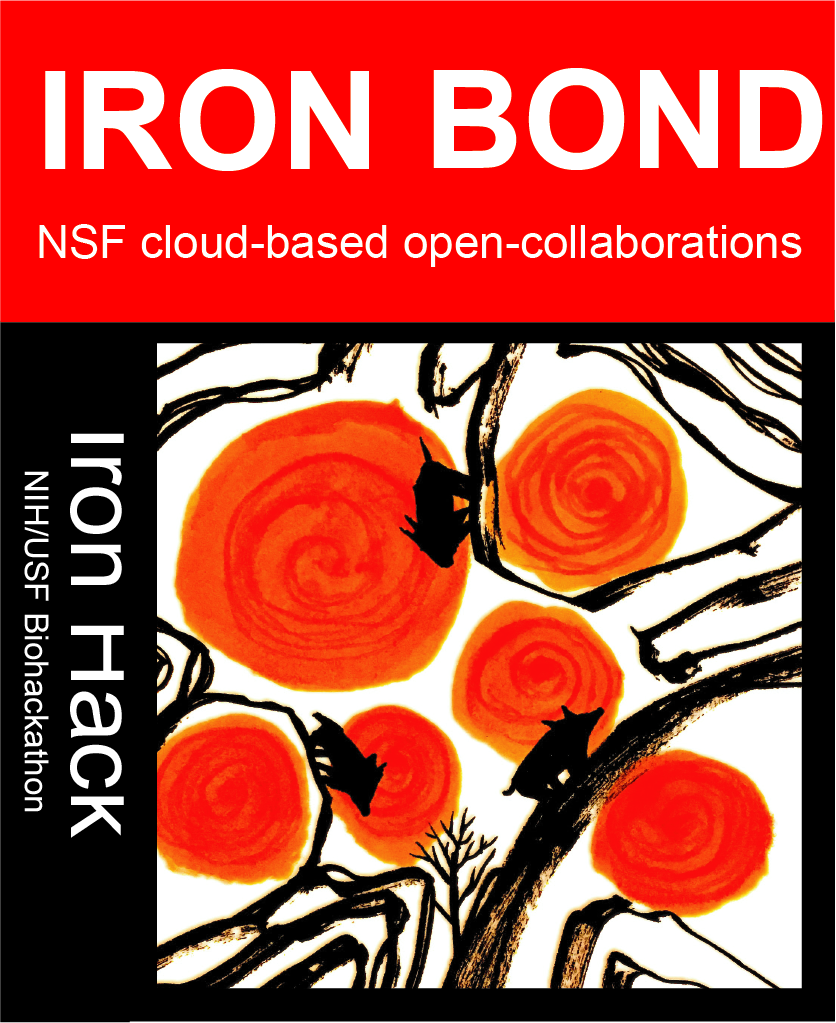 IRON BOND
NSF cloud-based open-collaborations
Iron Hack
NIH/USF Biohackathon